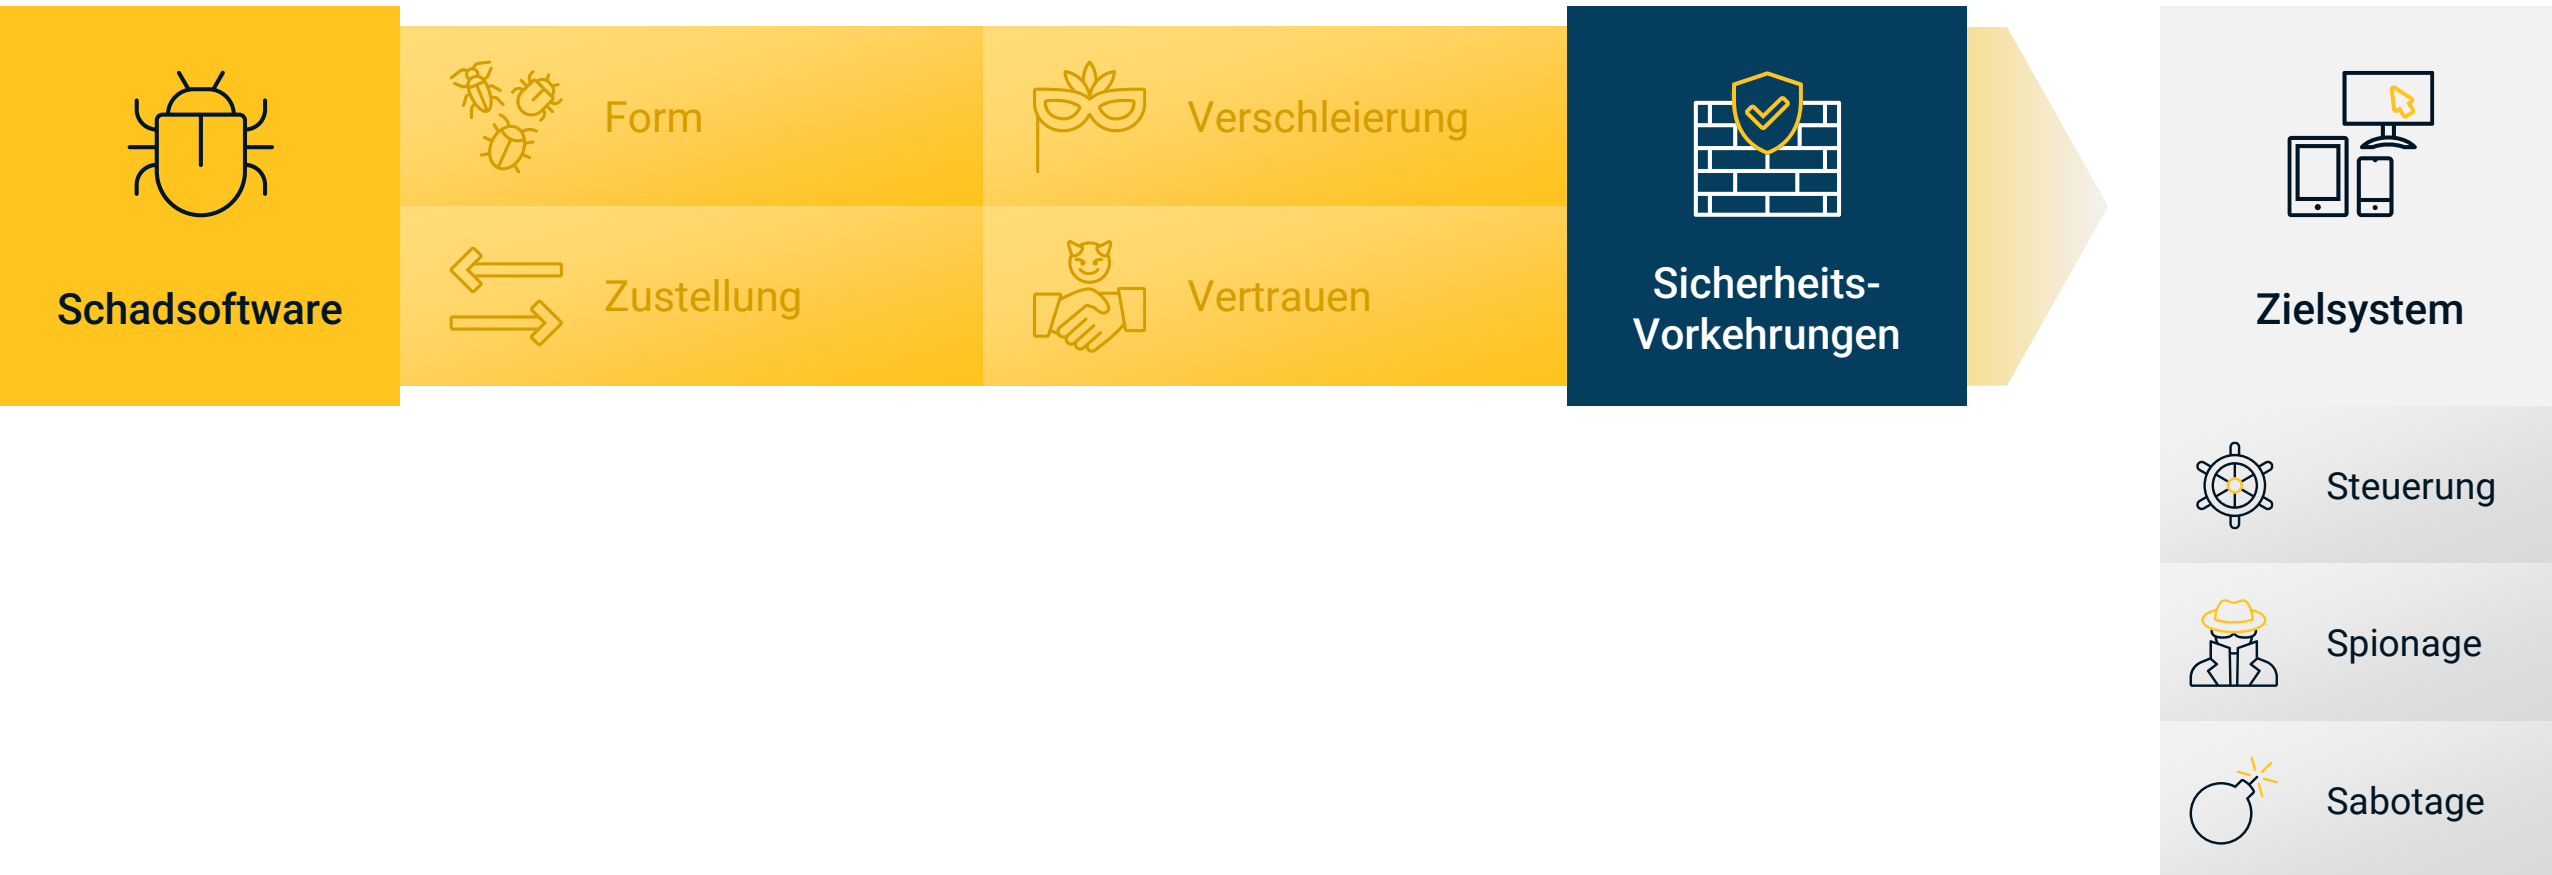 Schadsoftware
Form
Verschleierung
Zustellung
Vertrauen
Sicherheits-
Vorkehrungen
Zielsystem
Steuerung
Spionage
Sabotage